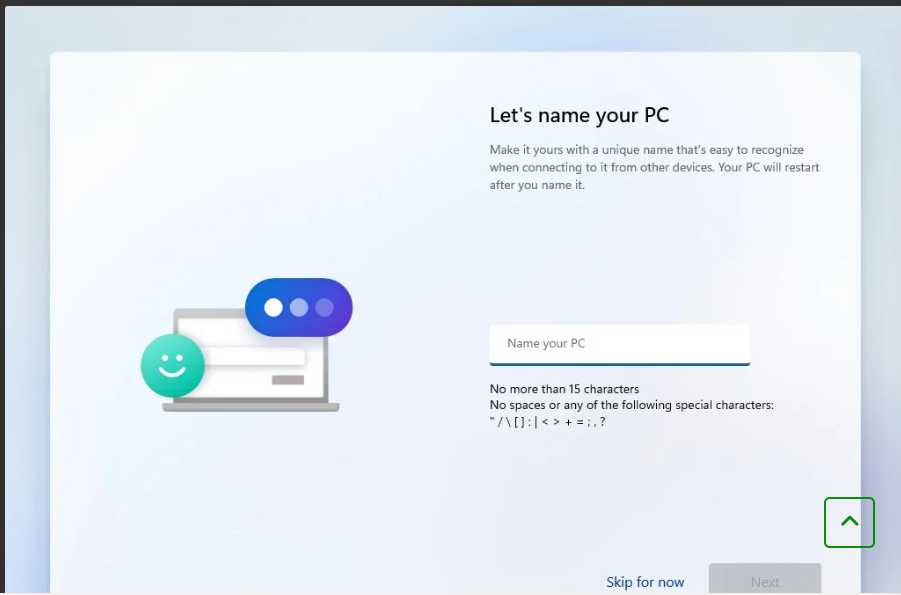 Let's name your PC
Make it yours with a unique name that's easy to recognize
when connecting to it from other devices. Your PC will restart
after you name it.
Name your PC
No more than 15 characters
No spaces or any of the following special characters:
" / \ [ ] : | < > + = ; , ?
Skip for now
Next